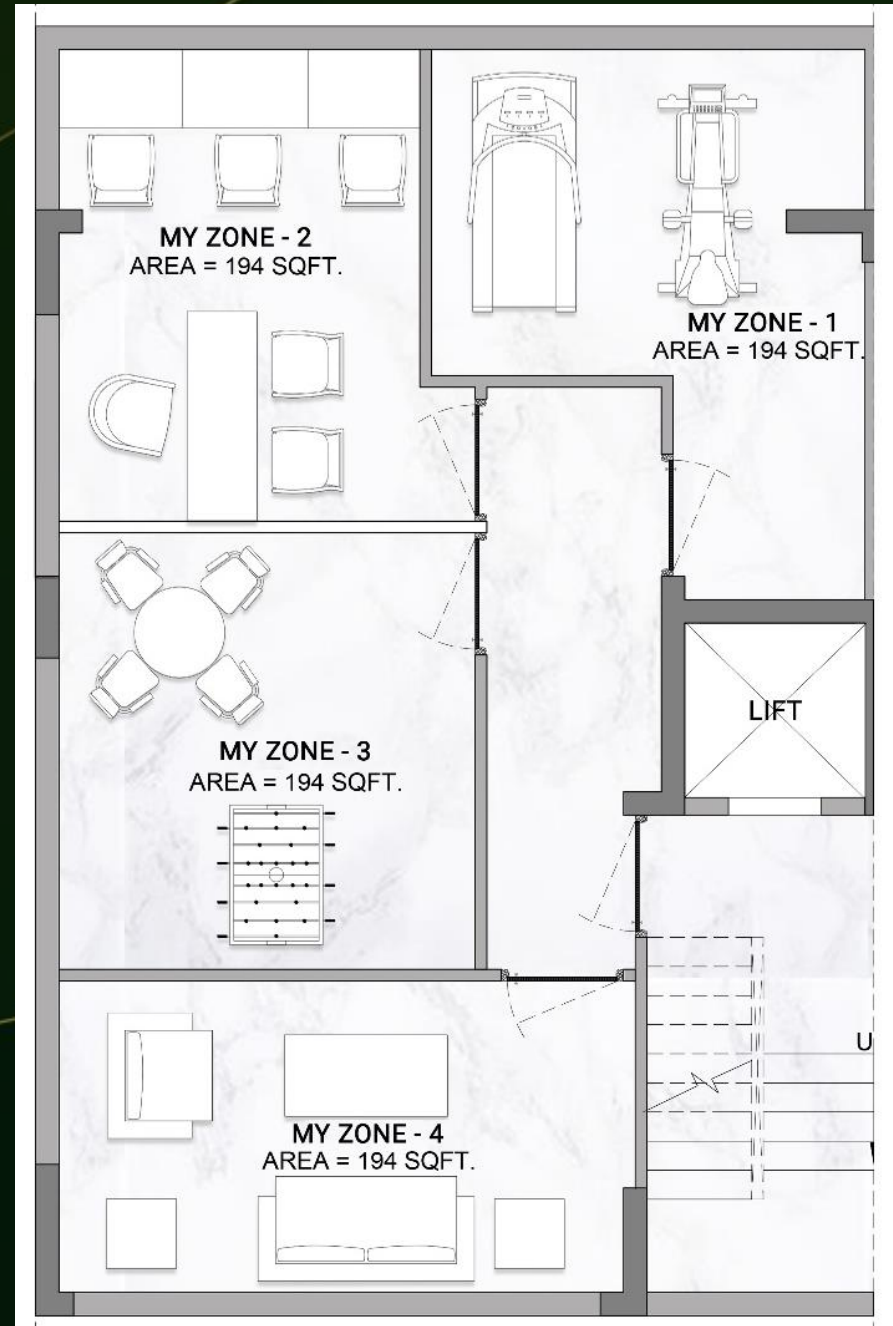 MY ZONE - 2
AREA = 194 SQFT.
MY ZONE - 1
AREA = 194 SQFT.
LIFT
MY ZONE - 3
AREA = 194 SQFT.
U
MY ZONE - 4
AREA = 194 SQFT.